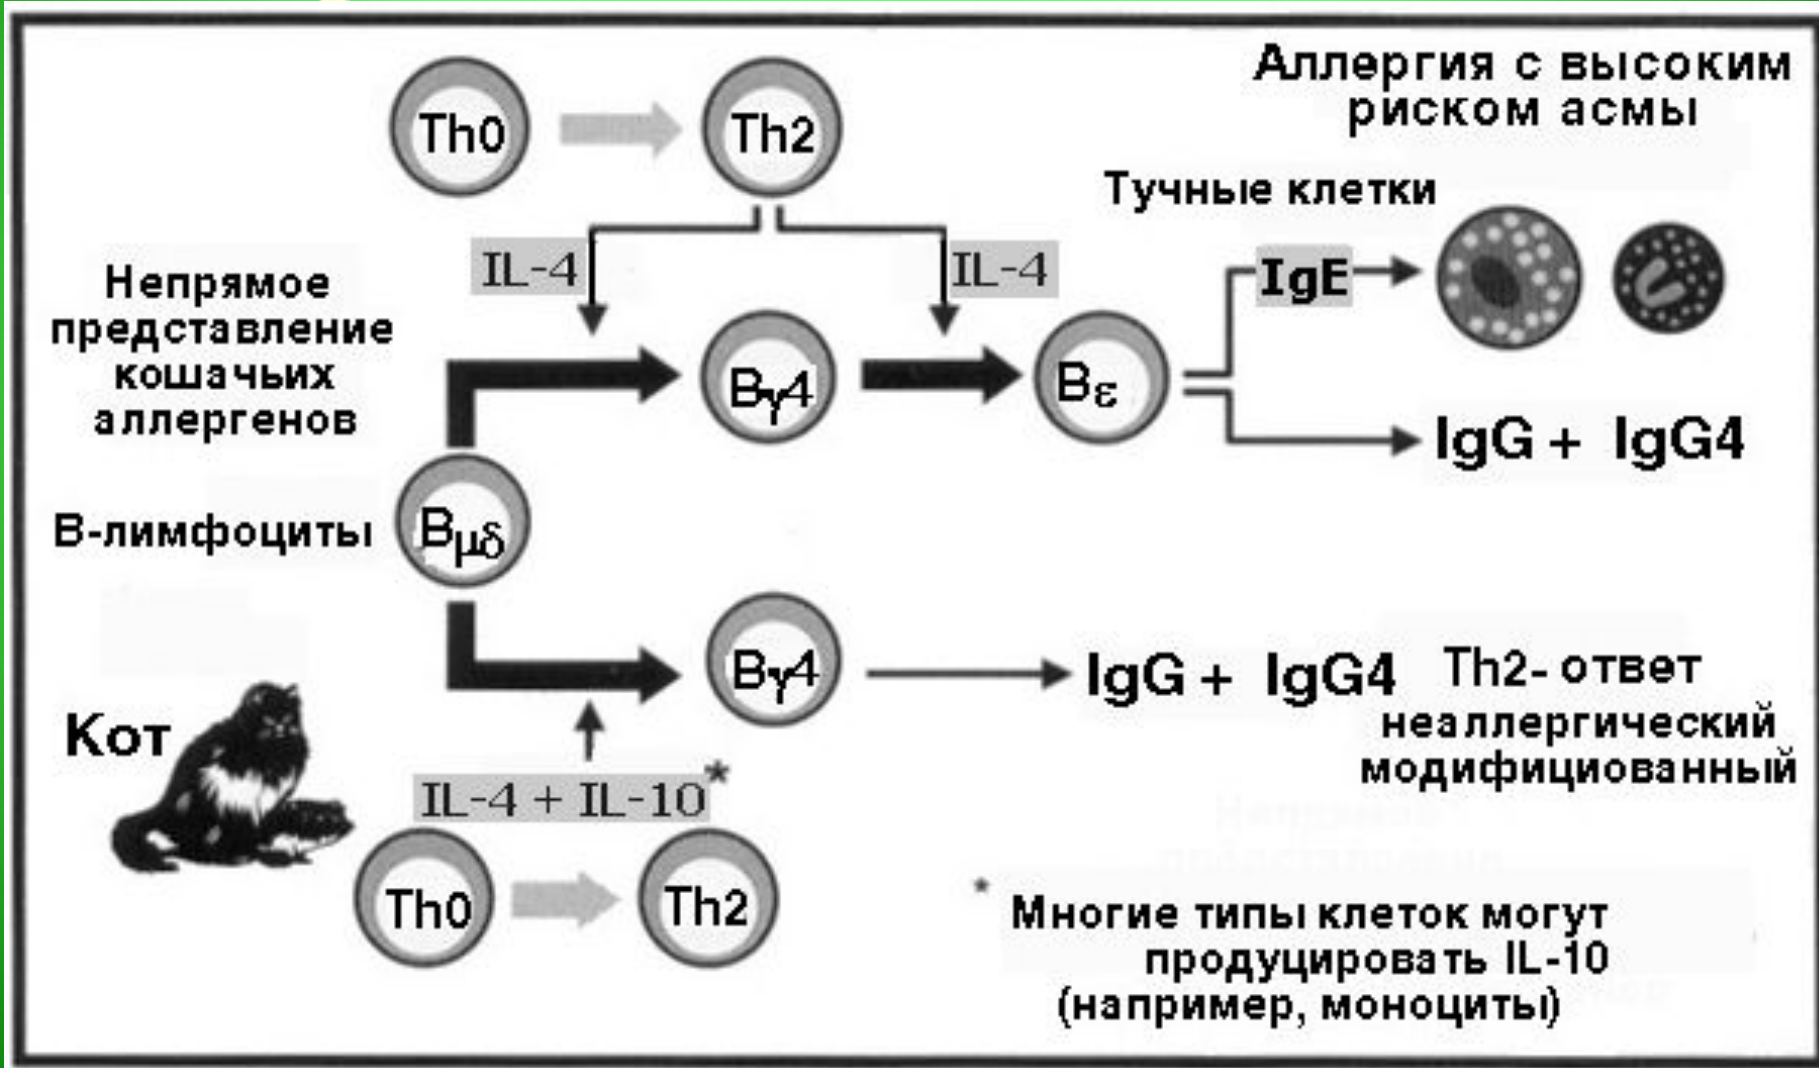 Аллергия с высоким
риском асмы
Th0
Th2
Тучные клетки
IL-4
IL-4
IgE
Непрямое
представление
кошачьих
аллергенов
Bγ4
Bε
IgG + IgG4
В-лимфоциты
Bμδ
Bγ4
IgG + IgG4
Th2- ответ
неаллергический
модифициованный
Кот
IL-4 + IL-10*
Th0
Th2
* Многие типы клеток могут
продуцировать IL-10
(например, моноциты)